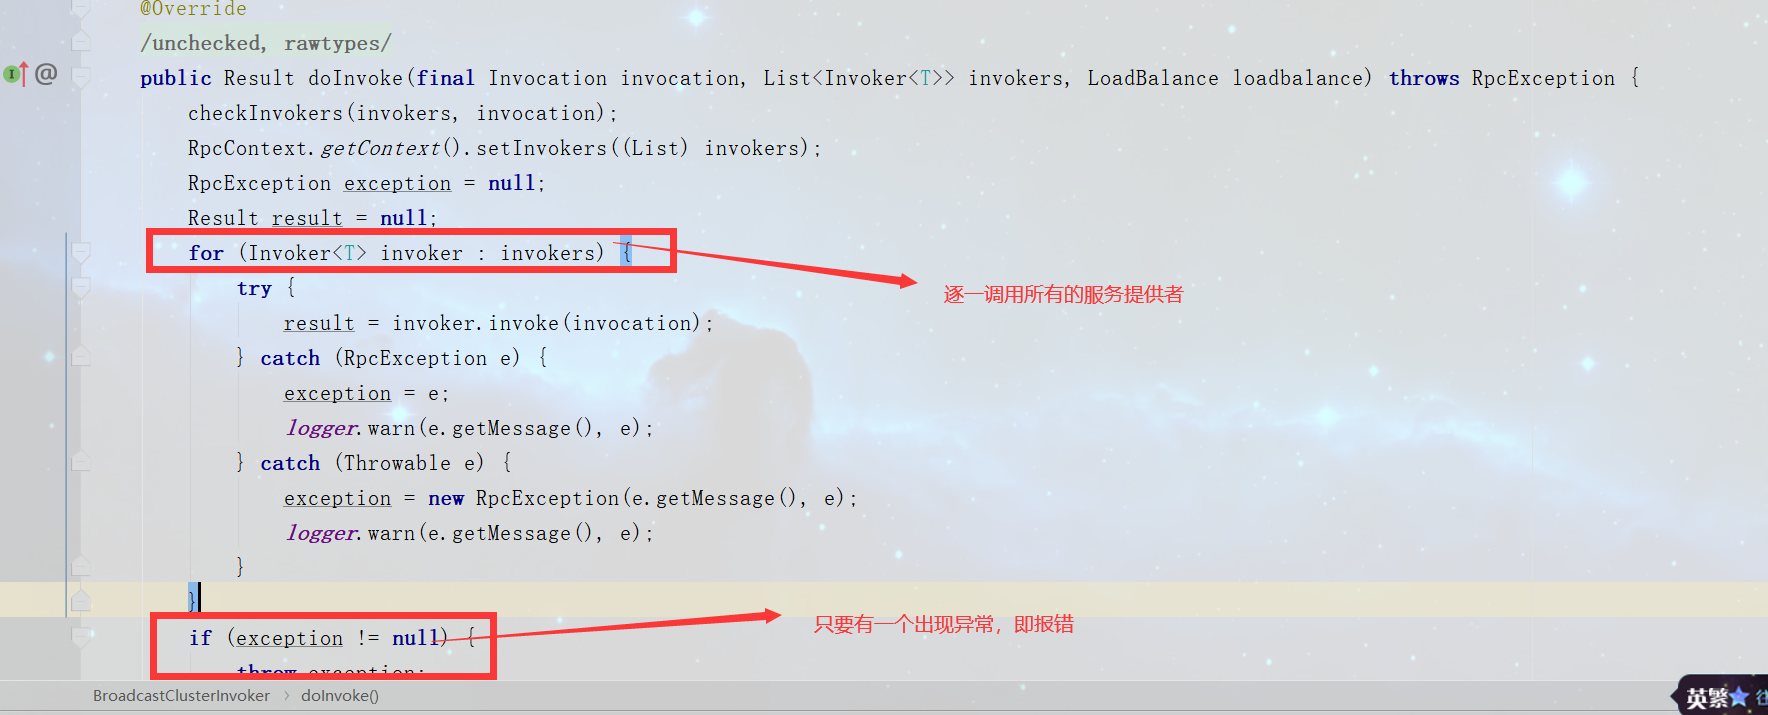 @Override
/unchecked, rawtypes/
public Result doInvoke(final Invocation invocation, List<Invoker<T>> invokers, LoadBalance loadbalance) throws RpcException {
checkInvokers(invokers, invocation);
RpcContext.getContext().setInvokers((List) invokers);
RpcException exception = null;
Result result = null;
for (Invoker<T> invoker : invokers) {
逐一调用所有的服务提供者
try {
result = invoker.invoke(invocation);
} catch (RpcException e) {
exception = e;
logger.warn(e.getMessage(), e);
} catch (Throwable e) {
exception = new RpcException(e.getMessage(), e);
logger.warn(e.getMessage(), e);
}
}
只要有一个出现异常，即报错
if (exception != null) {
throw exception;
BroadcastClusterInvoker › doInvoke()
英繁